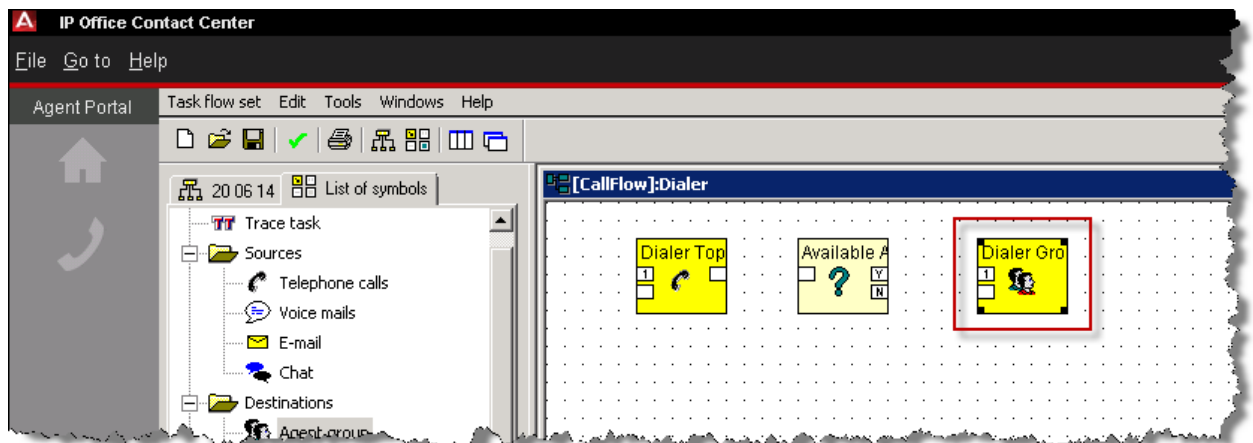 IP Office Contact Center
File Go to Help
Agent Portal
Task flow set Edit Tools Windows Help
20 06 14
List of symbols
[CallFlow]:Dialer
Trace task
Sources
Telephone calls
Voice mails
E-mail
Chat
Destinations
Agent-group
Dialer Top
1
Available A
?
Y
N
Dialer Gro
1